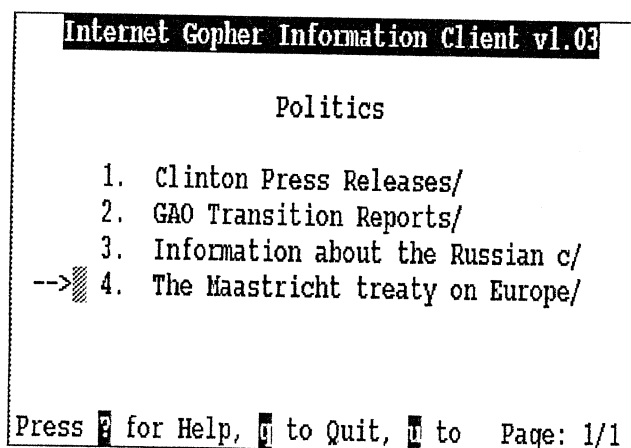 Internet Gopher Information Client v1.03
Politics
1. Clinton Press Releases/
2. GAO Transition Reports/
3. Information about the Russian c/
--> 4. The Maastricht treaty on Europe/
Press ? for Help, q to Quit, u to Page: 1/1